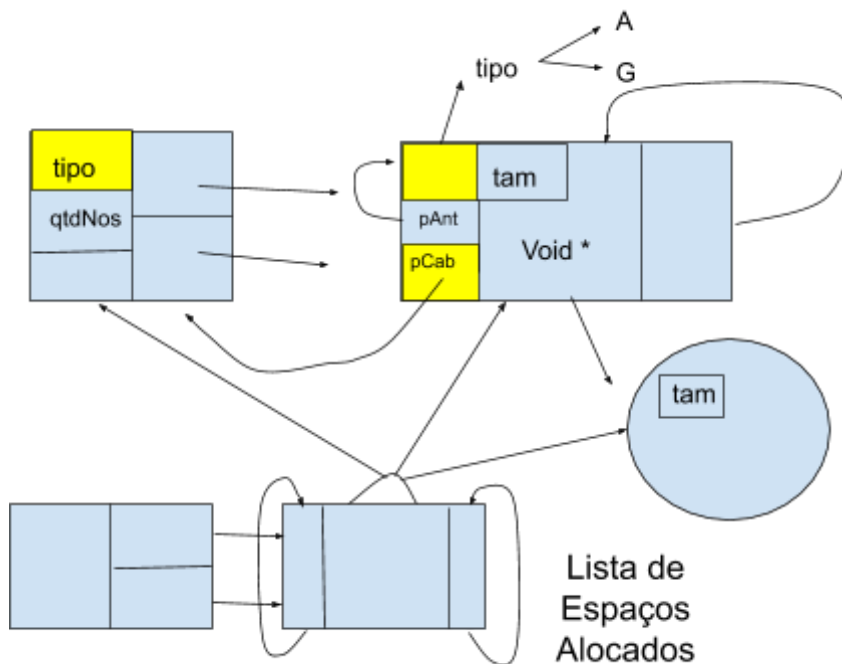 A
tipo
G
tipo
tam
qtdNos
pAnt
Void *
pCab
tam
Lista de
Espaços
Alocados